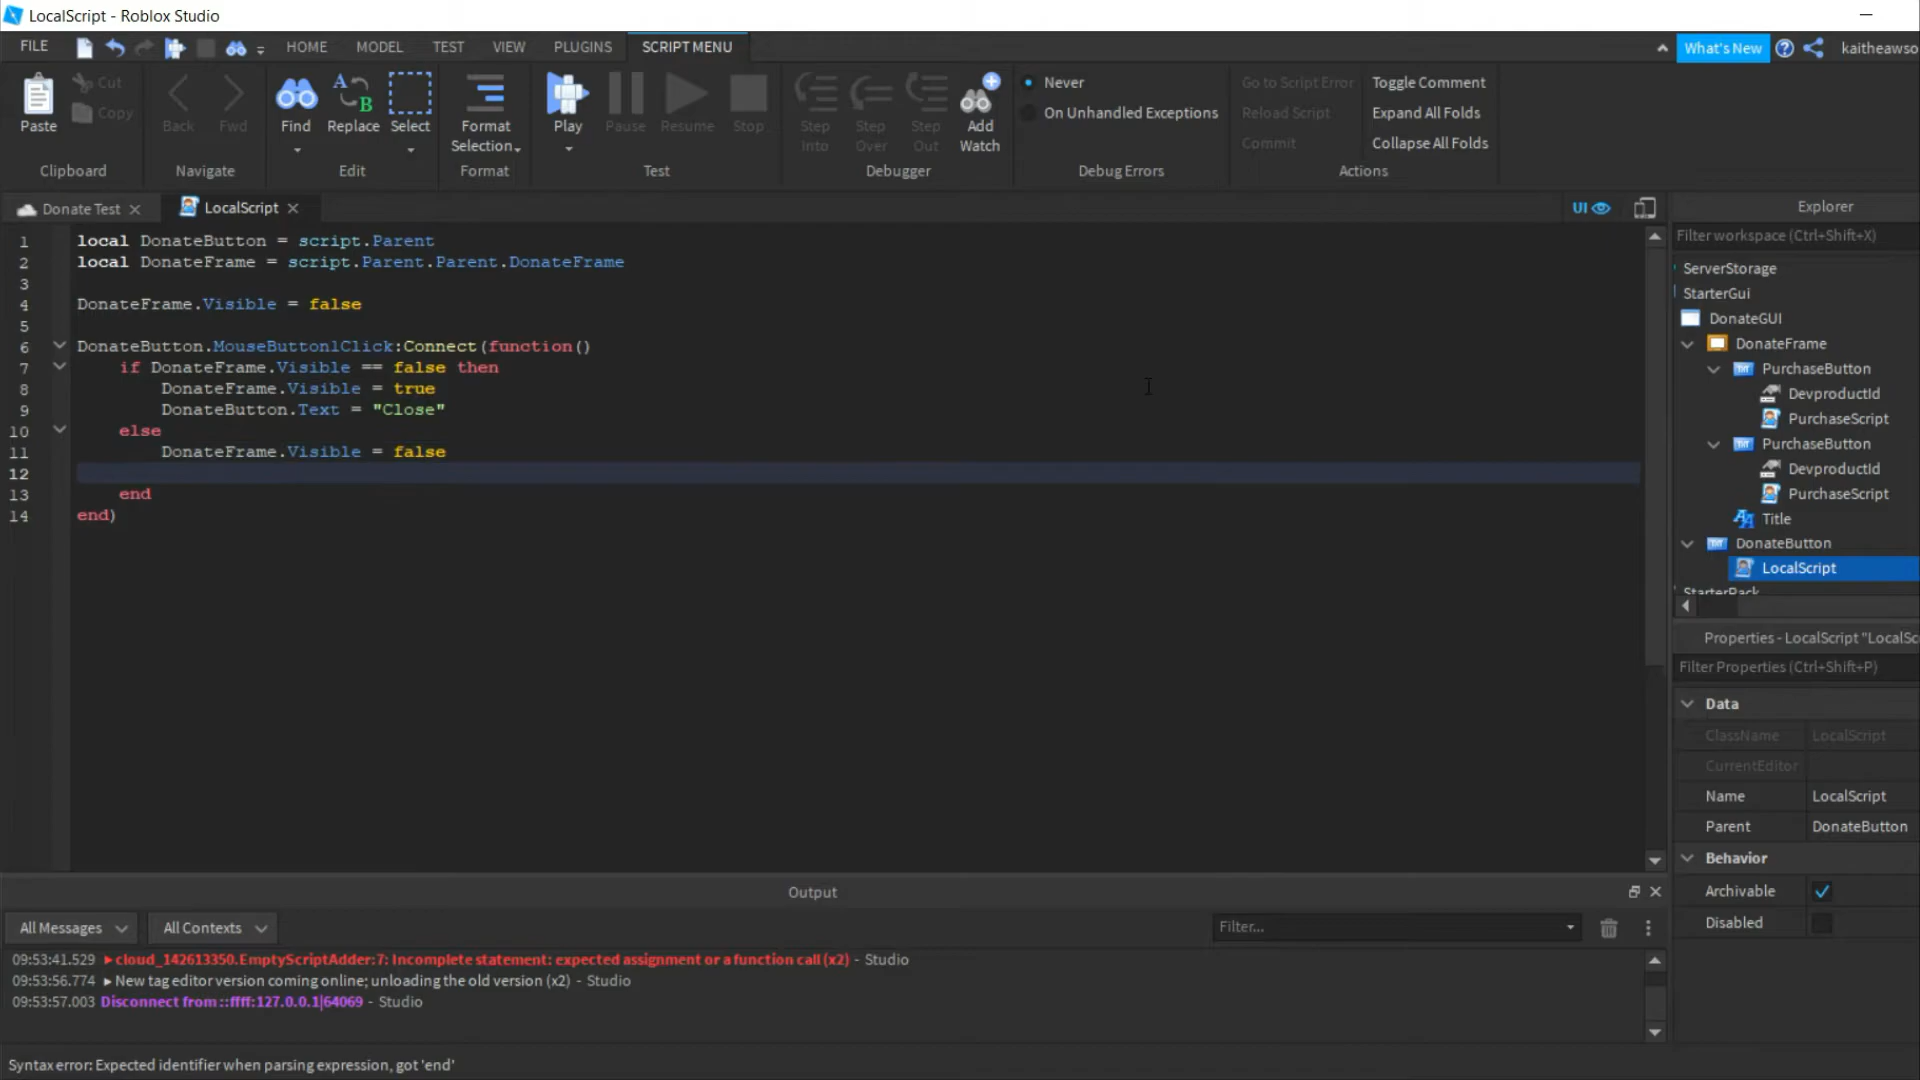 LocalScript - Roblox Studio
FILE HOME MODEL TEST VIEW PLUGINS SCRIPT MENU What's New kaitheawso
Paste Cut Copy Back Fwd Find Replace Select Format Selection Play Pause Resume Stop Step Into Step Over Step Out Add Watch Never On Unhandled Exceptions Go to Script Error Reload Script Commit Toggle Comment Expand All Folds Collapse All Folds
Clipboard Navigate Edit Format Test Debugger Debug Errors Actions
Donate Test LocalScript UI
1 local DonateButton = script.Parent
2 local DonateFrame = script.Parent.Parent.DonateFrame
3
4 DonateFrame.Visible = false
5
6 DonateButton.MouseButton1Click:Connect(function()
7 if DonateFrame.Visible == false then
8 DonateFrame.Visible = true
9 DonateButton.Text = "Close"
10 else
11 DonateFrame.Visible = false
12
13 end
14 end)
Explorer
Filter workspace (Ctrl+Shift+X)
ServerStorage
StarterGui
DonateGUI
DonateFrame
PurchaseButton
DevproductId
PurchaseScript
PurchaseButton
DevproductId
PurchaseScript
Title
DonateButton
LocalScript
StarterPack
Properties - LocalScript "LocalSc
Filter Properties (Ctrl+Shift+P)
Data
ClassName LocalScript
CurrentEditor
Name LocalScript
Parent DonateButton
Behavior
Archivable
Disabled
Output
All Messages All Contexts Filter...
09:53:41.529 ▸cloud_142613350.EmptyScriptAdder:7: Incomplete statement: expected assignment or a function call (x2) - Studio
09:53:56.774 ▸New tag editor version coming online; unloading the old version (x2) - Studio
09:53:57.003 Disconnect from ::ffff:127.0.0.1|64069 - Studio
Syntax error: Expected identifier when parsing expression, got 'end'